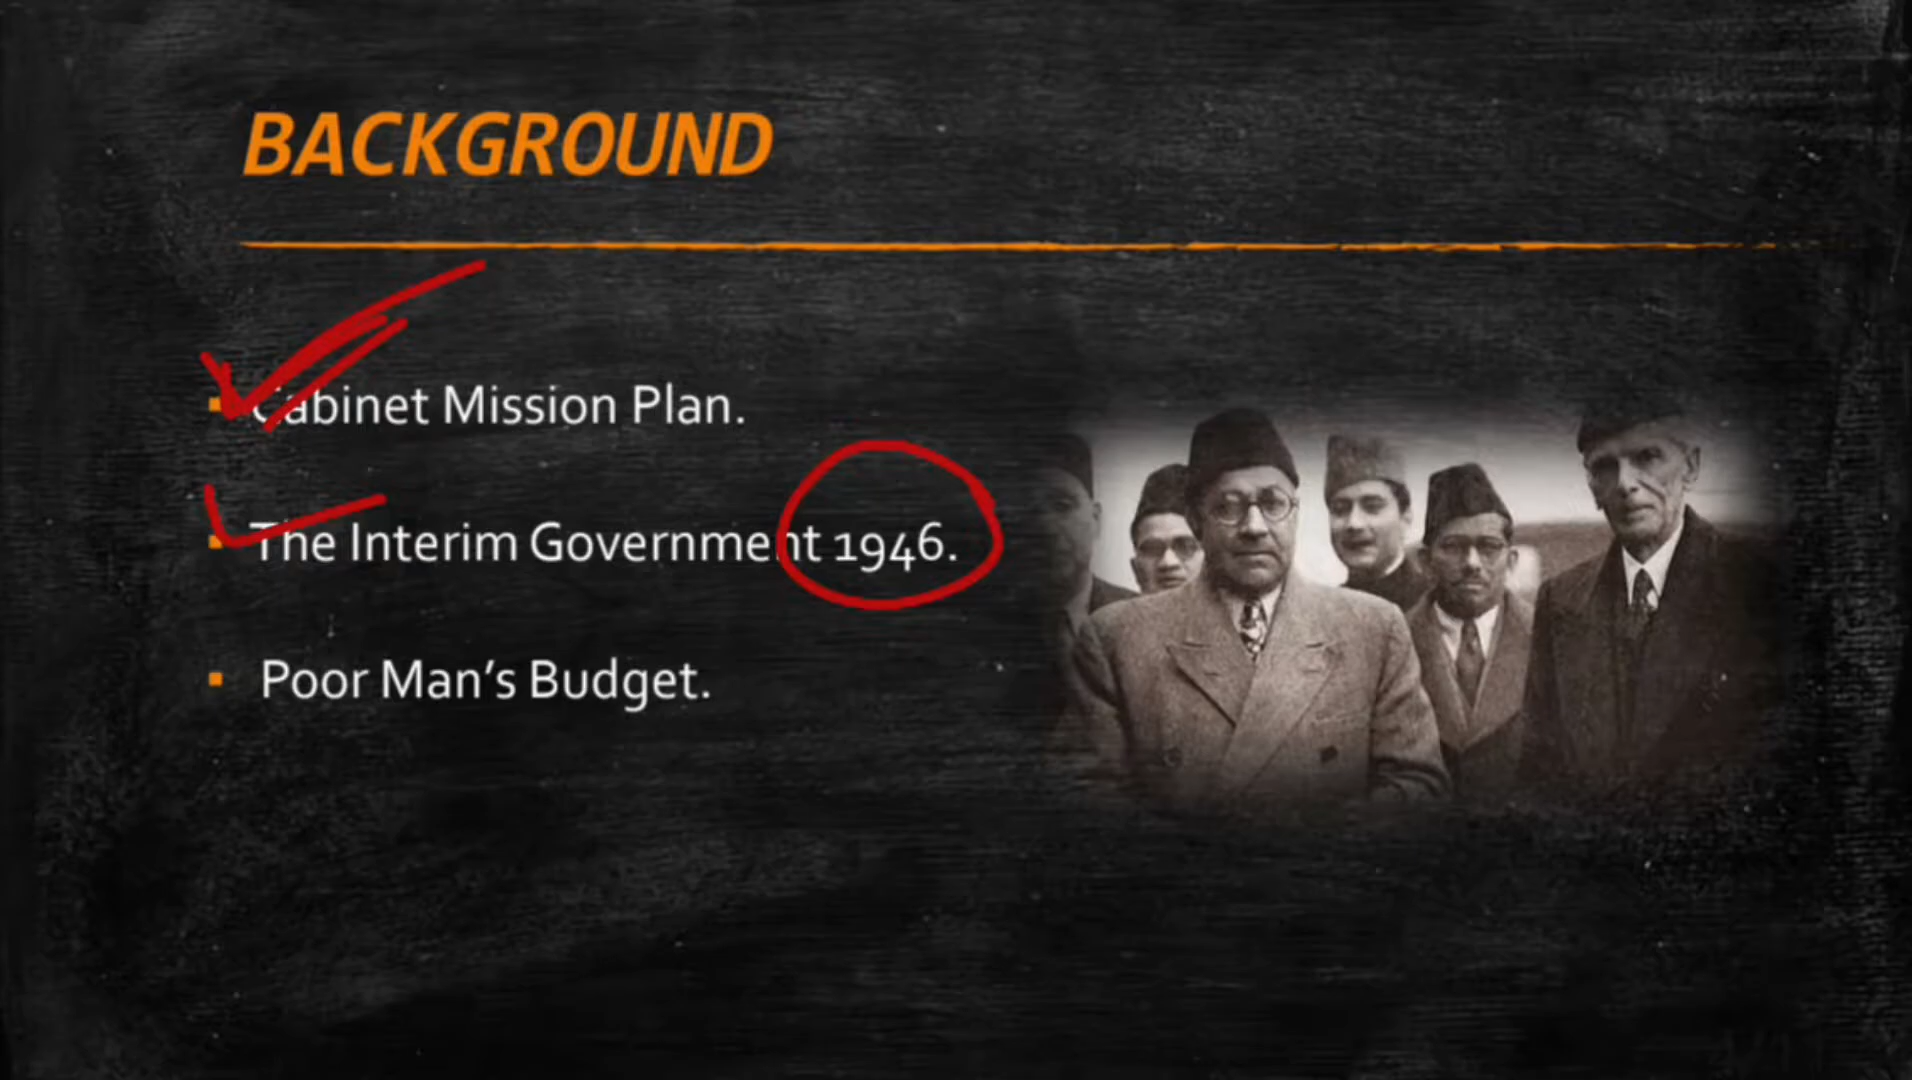 BACKGROUND
Cabinet Mission Plan.
The Interim Government 1946.
Poor Man's Budget.